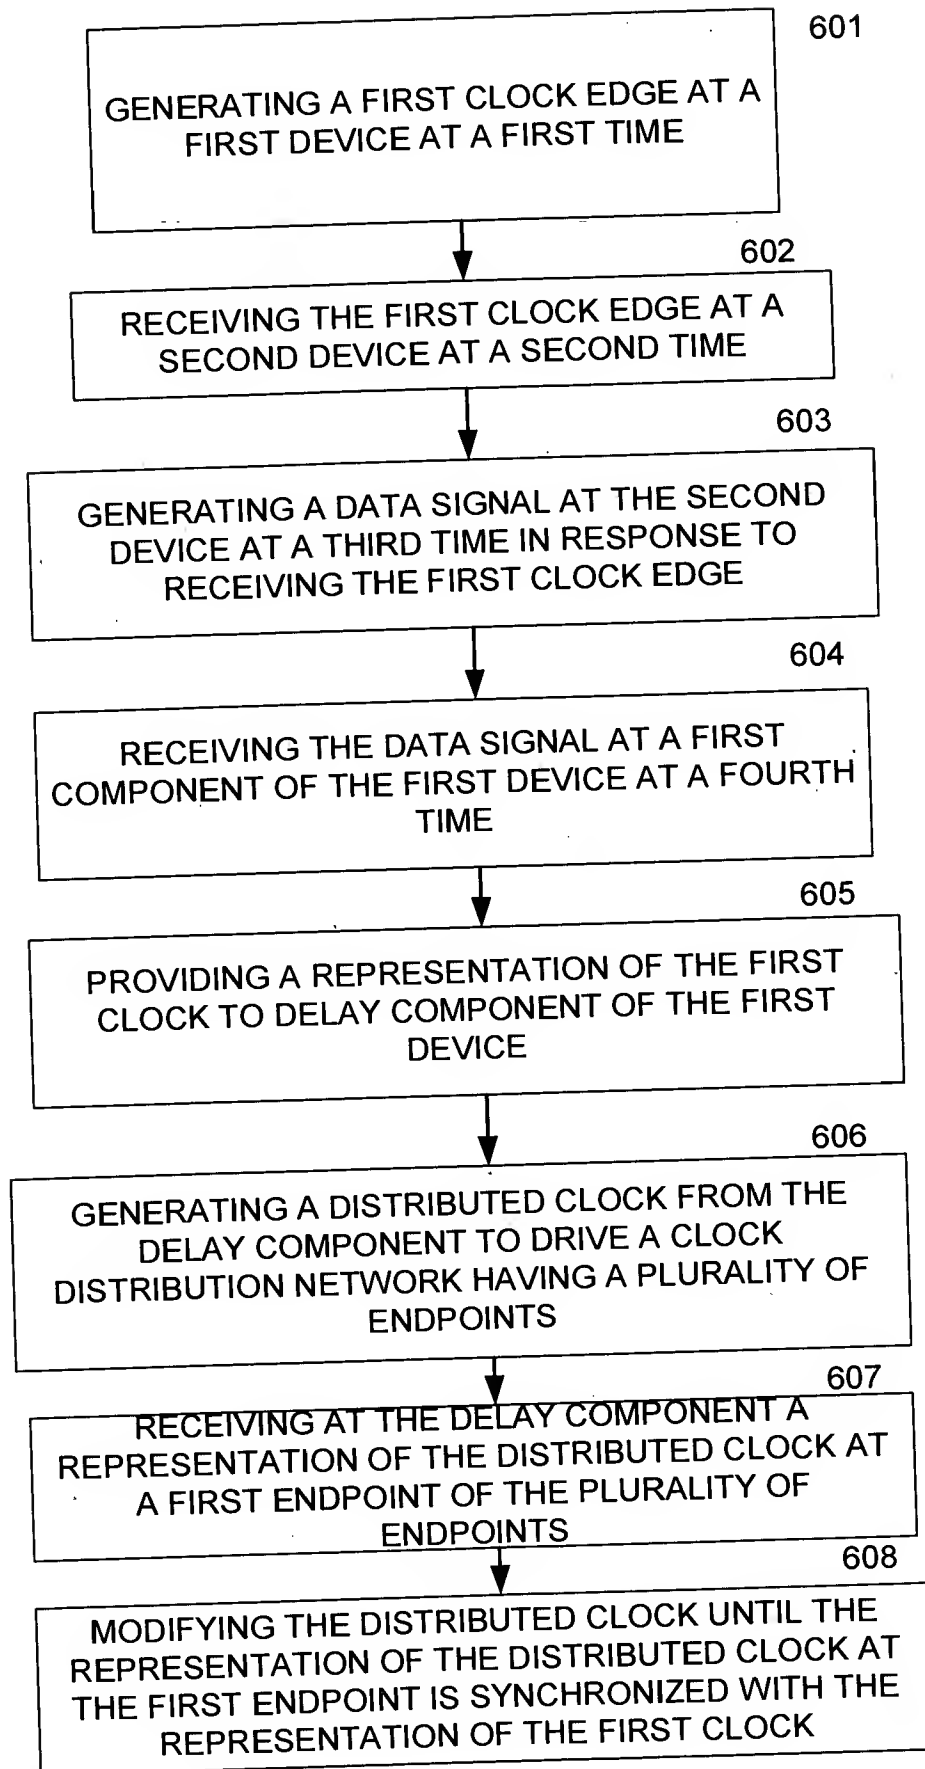 601
GENERATING A FIRST CLOCK EDGE AT A
FIRST DEVICE AT A FIRST TIME
602
RECEIVING THE FIRST CLOCK EDGE AT A
SECOND DEVICE AT A SECOND TIME
603
GENERATING A DATA SIGNAL AT THE SECOND
DEVICE AT A THIRD TIME IN RESPONSE TO
RECEIVING THE FIRST CLOCK EDGE
604
RECEIVING THE DATA SIGNAL AT A FIRST
COMPONENT OF THE FIRST DEVICE AT A FOURTH
TIME
605
PROVIDING A REPRESENTATION OF THE FIRST
CLOCK TO DELAY COMPONENT OF THE FIRST
DEVICE
606
GENERATING A DISTRIBUTED CLOCK FROM THE
DELAY COMPONENT TO DRIVE A CLOCK
DISTRIBUTION NETWORK HAVING A PLURALITY OF
ENDPOINTS
607
RECEIVING AT THE DELAY COMPONENT A
REPRESENTATION OF THE DISTRIBUTED CLOCK AT
A FIRST ENDPOINT OF THE PLURALITY OF
ENDPOINTS
608
MODIFYING THE DISTRIBUTED CLOCK UNTIL THE
REPRESENTATION OF THE DISTRIBUTED CLOCK AT
THE FIRST ENDPOINT IS SYNCHRONIZED WITH THE
REPRESENTATION OF THE FIRST CLOCK